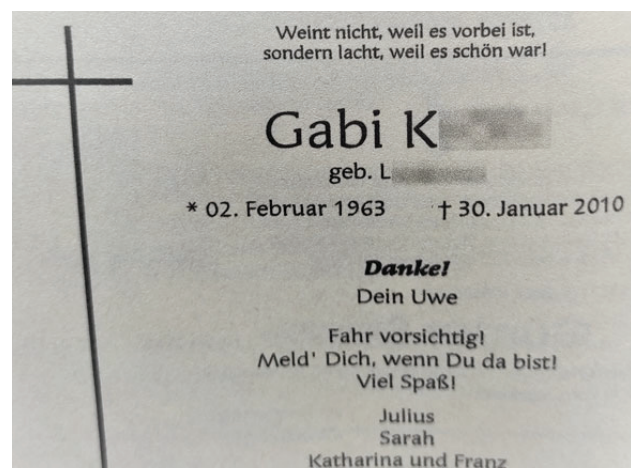 Weint nicht, weil es vorbei ist,
sondern lacht, weil es schön war!
Gabi K
geb. L
* 02. Februar 1963 † 30. Januar 2010
Danke!
Dein Uwe
Fahr vorsichtig!
Meld' Dich, wenn Du da bist!
Viel Spaß!
Julius
Sarah
Katharina und Franz